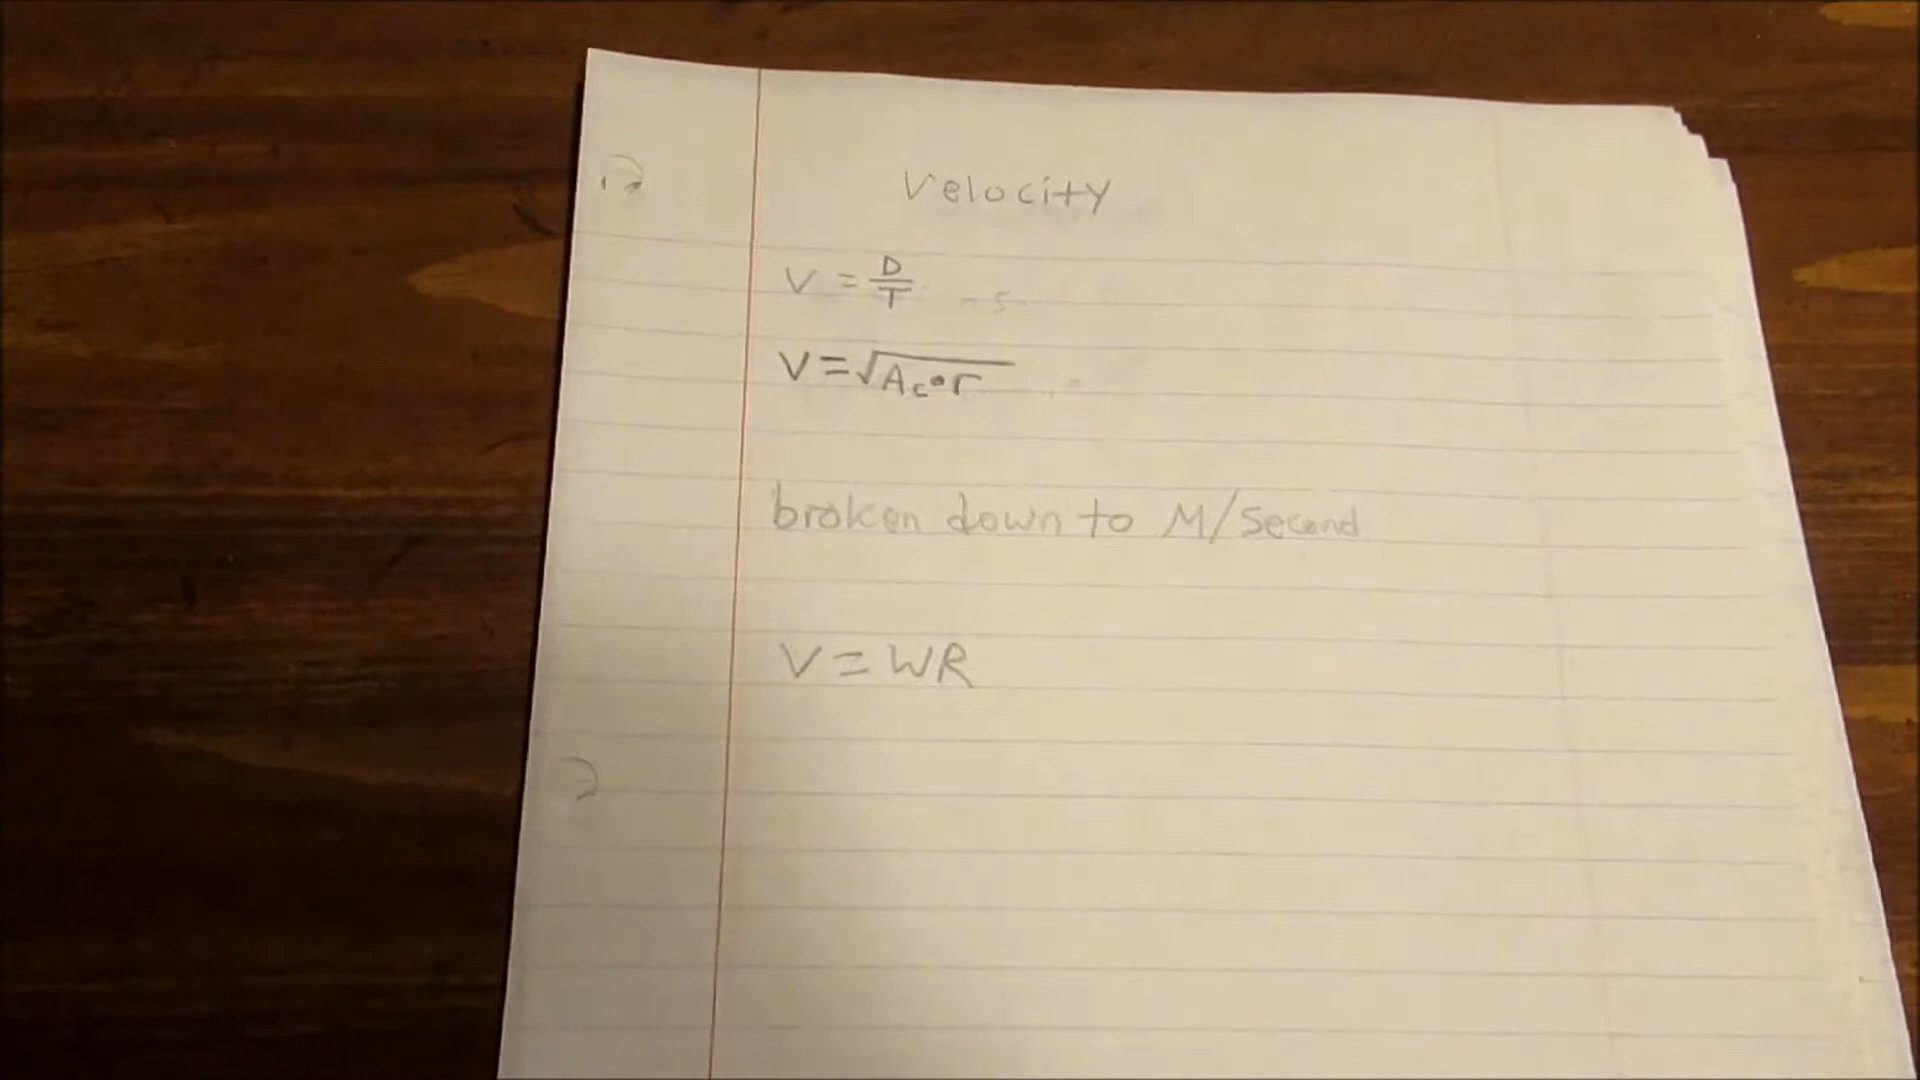 Velocity
V = D/T
V=√Ac•r
broken down to M/Second
V = WR